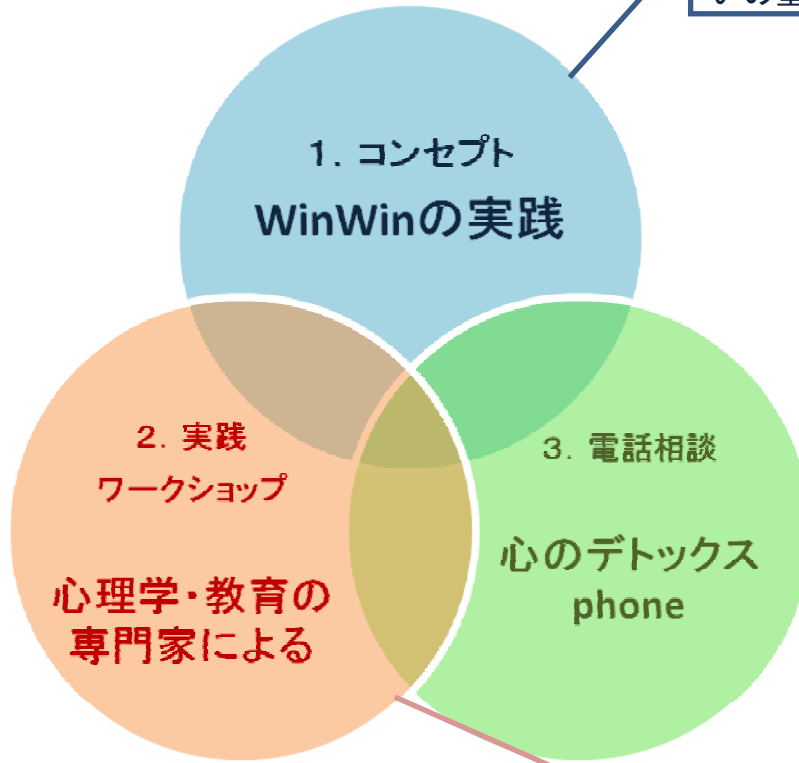 1. コンセプト
WinWinの実践
2. 実践
ワークショップ
心理学・教育の
専門家による
3. 電話相談
心のデトックス
phone